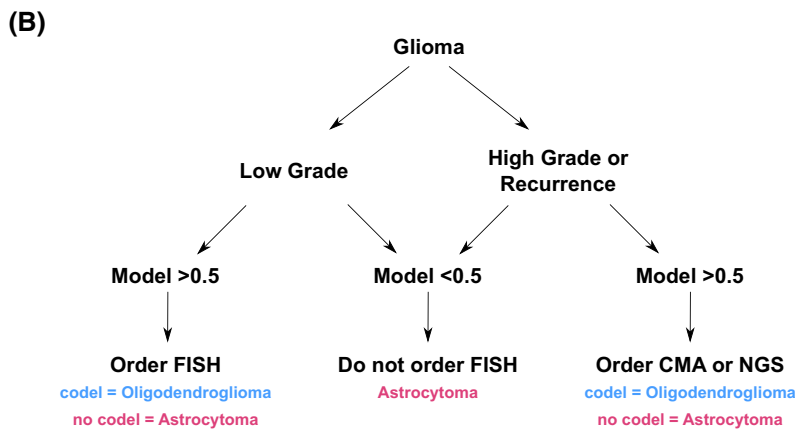 (B)
Glioma
Low Grade
High Grade or
Recurrence
Model >0.5
Model <0.5
Model >0.5
Order FISH
codel = Oligodendroglioma
no codel = Astrocytoma
Do not order FISH
Astrocytoma
Order CMA or NGS
codel = Oligodendroglioma
no codel = Astrocytoma